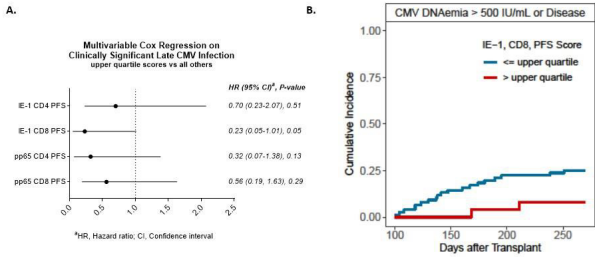 A.
Multivariable Cox Regression on
Clinically Significant Late CMV Infection
upper quartile scores vs all others
HR (95% CI)ª, P-value
IE-1 CD4 PFS
0.70 (0.23-2.07), 0.51
IE-1 CD8 PFS
0.23 (0.05-1.01), 0.05
pp65 CD4 PFS
0.32 (0.07-1.38), 0.13
pp65 CD8 PFS
0.56 (0.19, 1.63), 0.29
0.0 0.5 1.0 1.5 2.0 2.5
ªHR, Hazard ratio; CI, Confidence interval
B.
CMV DNAemia > 500 IU/mL or Disease
IE-1, CD8, PFS Score
<= upper quartile
> upper quartile
Cumulative Incidence
1.00
0.75
0.50
0.25
0.00
100 150 200 250
Days after Transplant